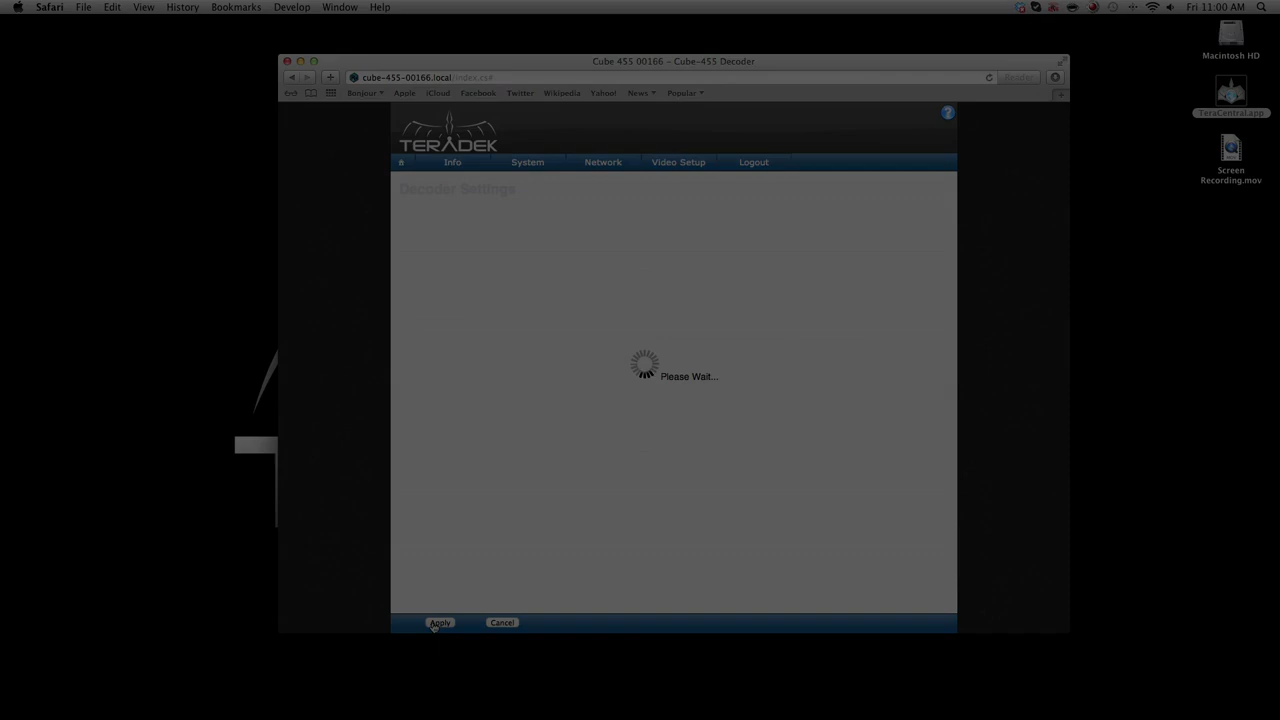 Safari File Edit View History Bookmarks Develop Window Help
Fri 11:00 AM
Macintosh HD
TeraCentral.app
Screen
Recording.mov
Cube 455 00166 – Cube-455 Decoder
cube-455-00166.local/index.cs#
Reader
Bonjour Apple iCloud Facebook Twitter Wikipedia Yahoo! News Popular
TERADEK
?
Info System Network Video Setup Logout
Decoder Settings
Please Wait...
Apply Cancel